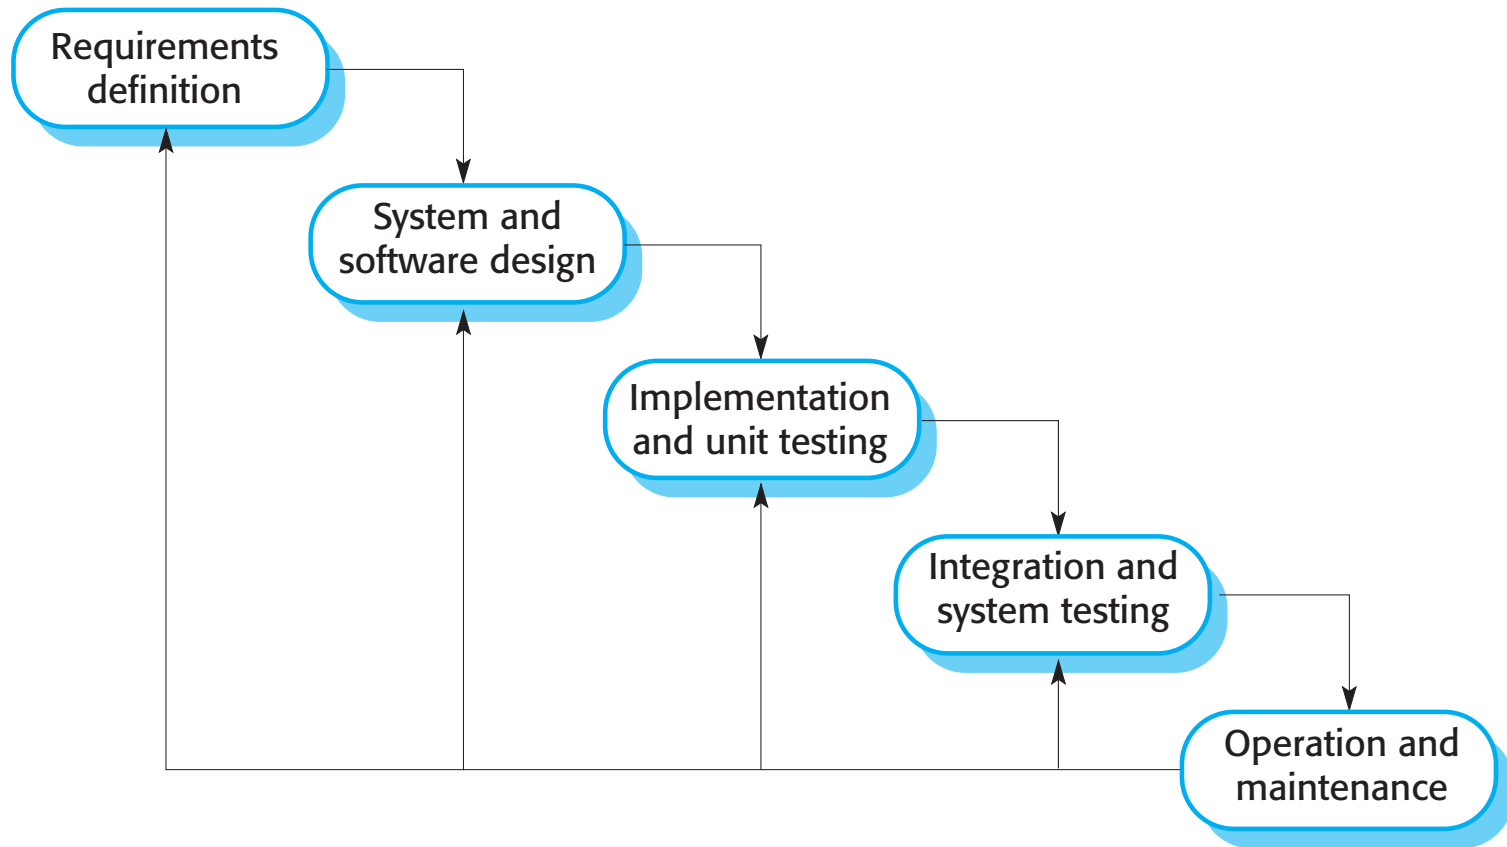 Requirements
definition
System and
software design
Implementation
and unit testing
Integration and
system testing
Operation and
maintenance